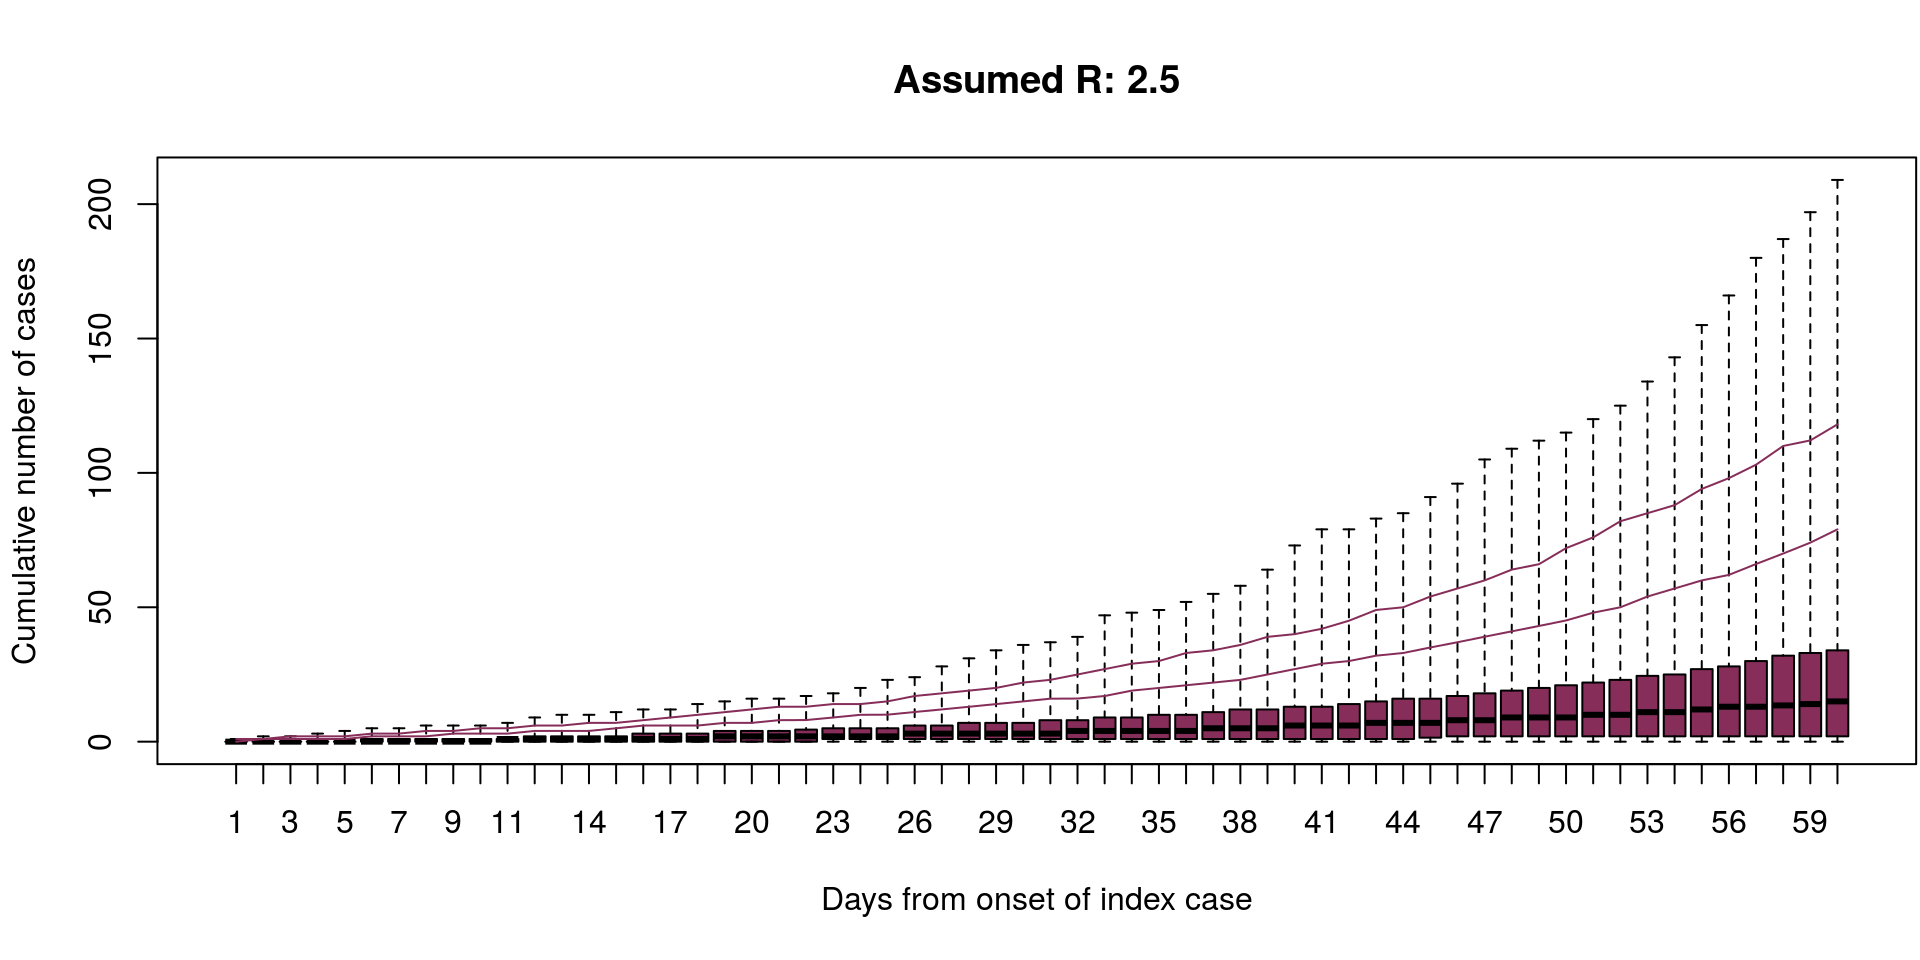 Assumed R: 2.5
Cumulative number of cases
200
150
100
50
0
1 3 5 7 9 11 14 17 20 23 26 29 32 35 38 41 44 47 50 53 56 59
Days from onset of index case